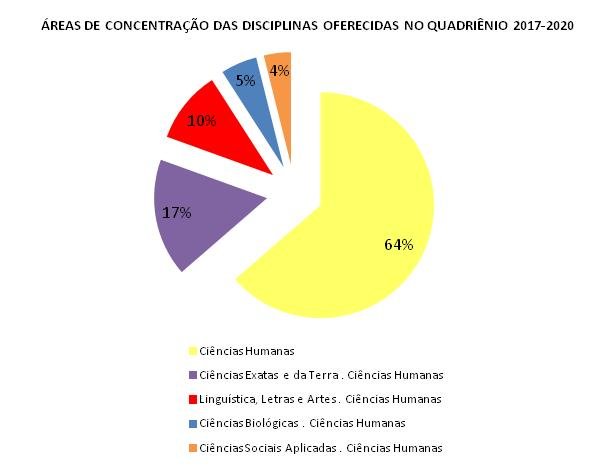 ÁREAS DE CONCENTRAÇÃO DAS DISCIPLINAS OFERECIDAS NO QUADRIÊNIO 2017-2020
4%
5%
10%
17%
64%
Ciências Humanas
Ciências Exatas e da Terra . Ciências Humanas
Linguística, Letras e Artes . Ciências Humanas
Ciências Biológicas . Ciências Humanas
Ciências Sociais Aplicadas . Ciências Humanas